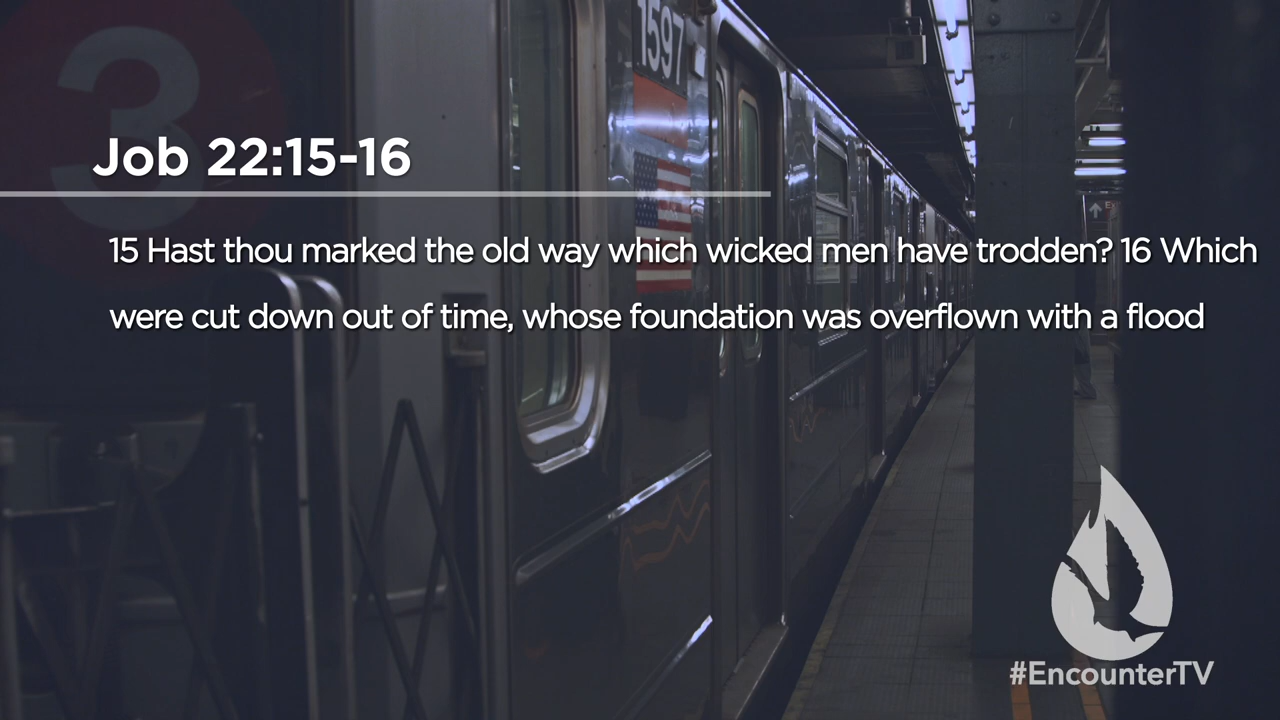 3
1597
Job 22:15-16
15 Hast thou marked the old way which wicked men have trodden? 16 Which
were cut down out of time, whose foundation was overflown with a flood
#EncounterTV